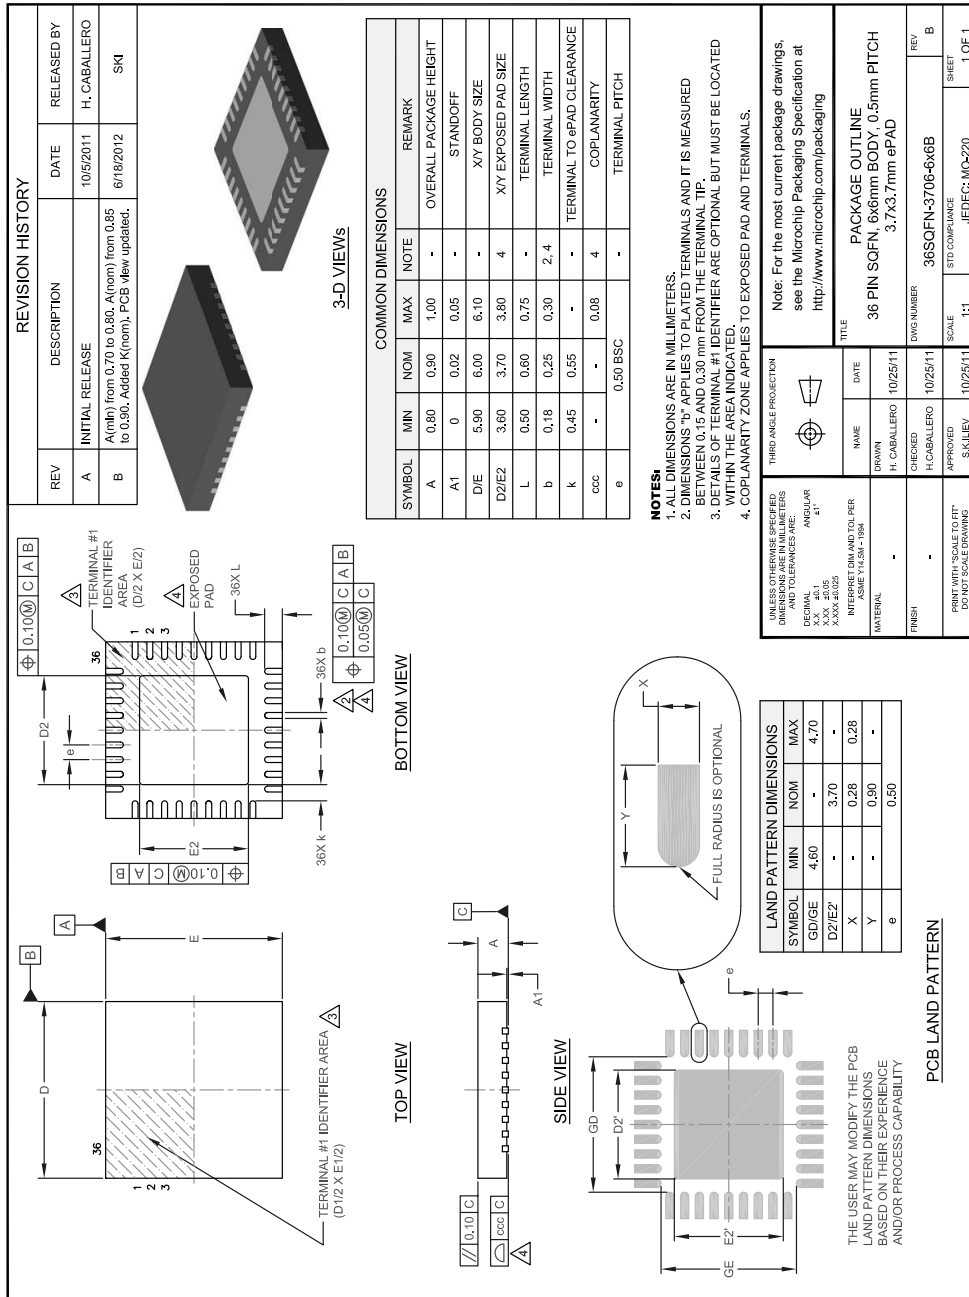 REVISION HISTORY
REV DESCRIPTION DATE RELEASED BY
A INITIAL RELEASE 10/5/2011 H. CABALLERO
B A(min) from 0.70 to 0.80. A(nom) from 0.85 to 0.90. Added K(nom). PCB view updated. 6/18/2012 SKI
3-D VIEWs
COMMON DIMENSIONS
SYMBOL MIN NOM MAX NOTE REMARK
A 0.80 0.90 1.00 - OVERALL PACKAGE HEIGHT
A1 0 0.02 0.05 - STANDOFF
D/E 5.90 6.00 6.10 - X/Y BODY SIZE
D2/E2 3.60 3.70 3.80 4 X/Y EXPOSED PAD SIZE
L 0.50 0.60 0.75 - TERMINAL LENGTH
b 0.18 0.25 0.30 2, 4 TERMINAL WIDTH
k 0.45 0.55 - - TERMINAL TO ePAD CLEARANCE
ccc - - 0.08 4 COPLANARITY
e 0.50 BSC - TERMINAL PITCH
NOTES:
1. ALL DIMENSIONS ARE IN MILLIMETERS.
2. DIMENSIONS "b" APPLIES TO PLATED TERMINALS AND IT IS MEASURED
BETWEEN 0.15 AND 0.30 mm FROM THE TERMINAL TIP.
3. DETAILS OF TERMINAL #1 IDENTIFIER ARE OPTIONAL BUT MUST BE LOCATED
WITHIN THE AREA INDICATED.
4. COPLANARITY ZONE APPLIES TO EXPOSED PAD AND TERMINALS.
D
B
A
E
36
1
2
3
TERMINAL #1 IDENTIFIER AREA
(D1/2 X E1/2)
3
TOP VIEW
0.10 M C A B
D2
e
36
1
2
3
3
TERMINAL #1
IDENTIFIER
AREA
(D/2 X E/2)
4
EXPOSED
PAD
36X L
E2
0.10 M C A B
36X k
36X b
2
4
0.10 M C A B
0.05 M C
BOTTOM VIEW
// 0.10 C
ccc C
4
A
A1
C
SIDE VIEW
GD
D2'
GE
E2'
e
X
Y
FULL RADIUS IS OPTIONAL
THE USER MAY MODIFY THE PCB
LAND PATTERN DIMENSIONS
BASED ON THEIR EXPERIENCE
AND/OR PROCESS CAPABILITY
LAND PATTERN DIMENSIONS
SYMBOL MIN NOM MAX
GD/GE 4.60 - 4.70
D2'/E2' - 3.70 -
X - 0.28 0.28
Y - 0.90 -
e 0.50
PCB LAND PATTERN
UNLESS OTHERWISE SPECIFIED
DIMENSIONS ARE IN MILLIMETERS
AND TOLERANCES ARE:
DECIMAL ANGULAR
X.X ±0.1 ±1°
X.XX ±0.05
X.XXX ±0.025
INTERPRET DIM AND TOL PER
ASME Y14.5M - 1994
MATERIAL
-
FINISH
-
PRINT WITH "SCALE TO FIT"
DO NOT SCALE DRAWING
THIRD ANGLE PROJECTION
NAME DATE
DRAWN
H. CABALLERO 10/25/11
CHECKED
H.CABALLERO 10/25/11
APPROVED
S.K.ILIEV 10/25/11
Note: For the most current package drawings,
see the Microchip Packaging Specification at
http://www.microchip.com/packaging
TITLE
PACKAGE OUTLINE
36 PIN SQFN, 6x6mm BODY, 0.5mm PITCH
3.7x3.7mm ePAD
DWG NUMBER
36SQFN-3706-6x6B
REV
B
SCALE
1:1
STD COMPLIANCE
JEDEC: MO-220
SHEET
1 OF 1